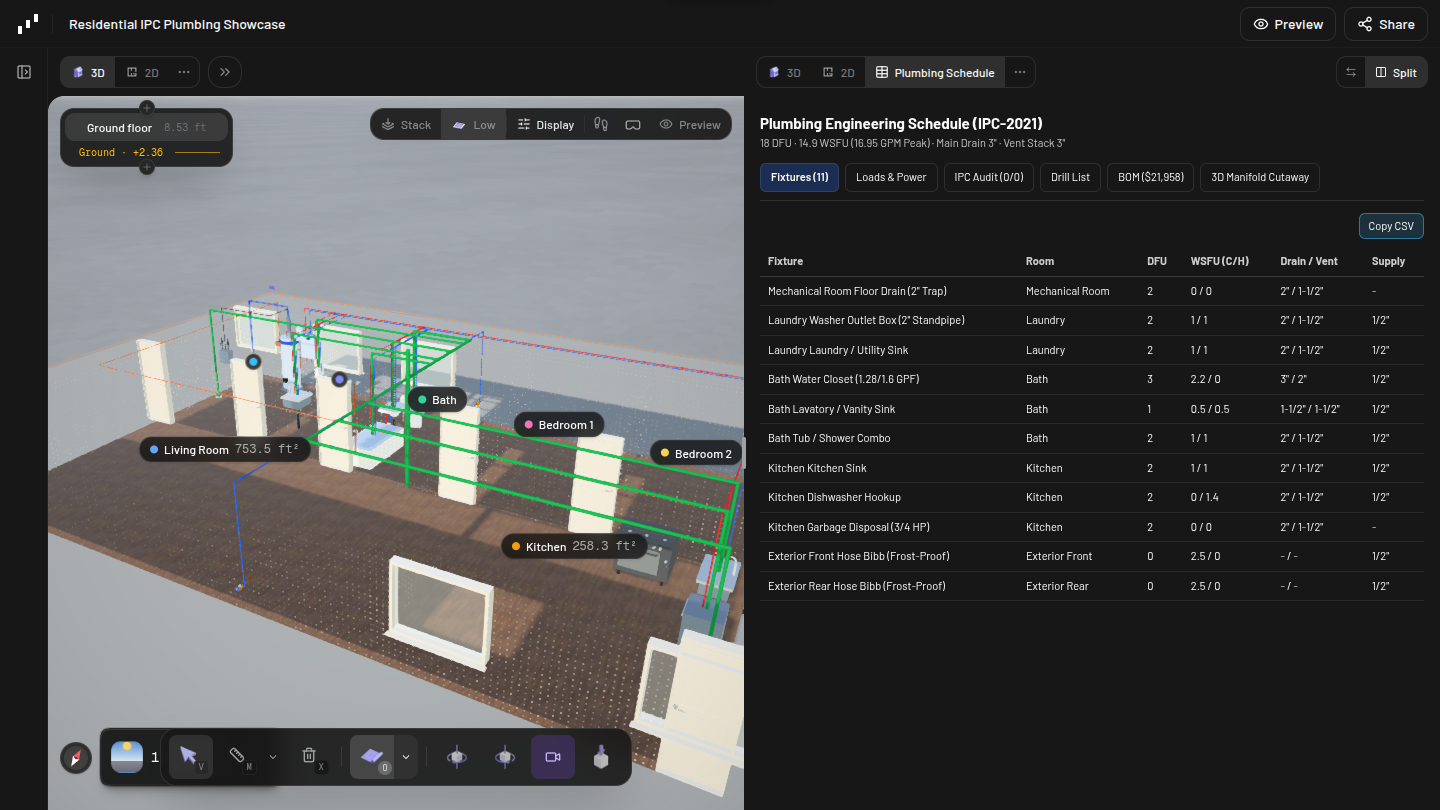 Residential IPC Plumbing Showcase
Preview
Share
3D
2D
3D
2D
Plumbing Schedule
Split
Ground floor 8.53 ft
Ground · +2.36
Stack
Low
Display
Preview
Bath
Bedroom 1
Living Room 753.5 ft²
Bedroom 2
Kitchen 258.3 ft²
1
V
M
X
0
Plumbing Engineering Schedule (IPC-2021)
18 DFU · 14.9 WSFU (16.95 GPM Peak) · Main Drain 3" · Vent Stack 3"
Fixtures (11)
Loads & Power
IPC Audit (0/0)
Drill List
BOM ($21,958)
3D Manifold Cutaway
Copy CSV
Fixture Room DFU WSFU (C/H) Drain / Vent Supply
Mechanical Room Floor Drain (2" Trap) Mechanical Room 2 0 / 0 2" / 1-1/2" -
Laundry Washer Outlet Box (2" Standpipe) Laundry 2 1 / 1 2" / 1-1/2" 1/2"
Laundry Laundry / Utility Sink Laundry 2 1 / 1 2" / 1-1/2" 1/2"
Bath Water Closet (1.28/1.6 GPF) Bath 3 2.2 / 0 3" / 2" 1/2"
Bath Lavatory / Vanity Sink Bath 1 0.5 / 0.5 1-1/2" / 1-1/2" 1/2"
Bath Tub / Shower Combo Bath 2 1 / 1 2" / 1-1/2" 1/2"
Kitchen Kitchen Sink Kitchen 2 1 / 1 2" / 1-1/2" 1/2"
Kitchen Dishwasher Hookup Kitchen 2 0 / 1.4 2" / 1-1/2" 1/2"
Kitchen Garbage Disposal (3/4 HP) Kitchen 2 0 / 0 2" / 1-1/2" -
Exterior Front Hose Bibb (Frost-Proof) Exterior Front 0 2.5 / 0 - / - 1/2"
Exterior Rear Hose Bibb (Frost-Proof) Exterior Rear 0 2.5 / 0 - / - 1/2"